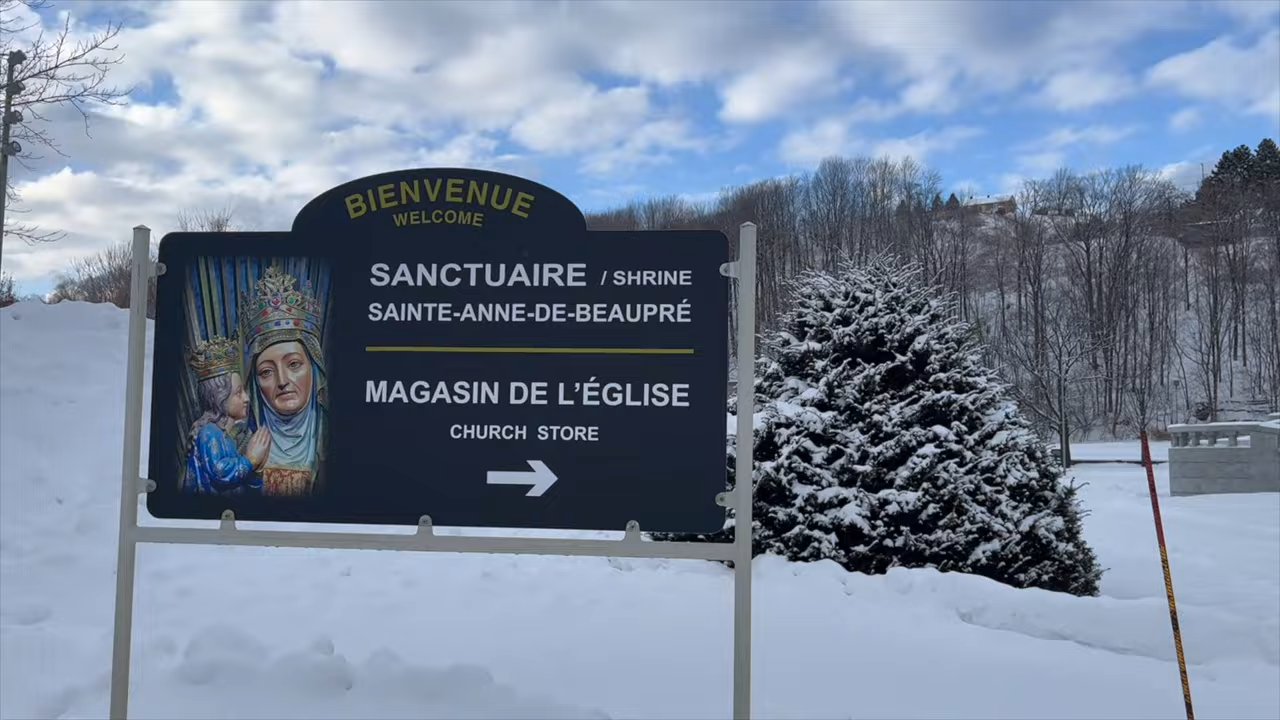 BIENVENUE
WELCOME
SANCTUAIRE / SHRINE
SAINTE-ANNE-DE-BEAUPRÉ
MAGASIN DE L'ÉGLISE
CHURCH STORE